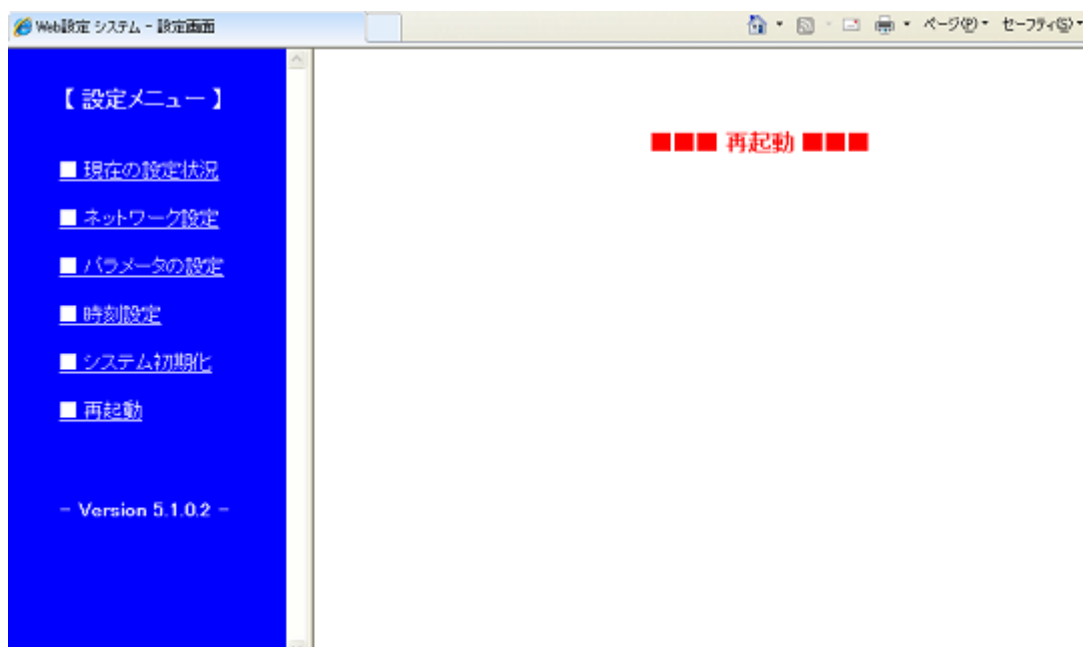 Web設定 システム - 設定画面
ページ(P) セーフティ(S)
【 設定メニュー 】
■■■ 再起動 ■■■
■ 現在の設定状況
■ ネットワーク設定
■ パラメータの設定
■ 時刻設定
■ システム初期化
■ 再起動
- Version 5.1.0.2 -